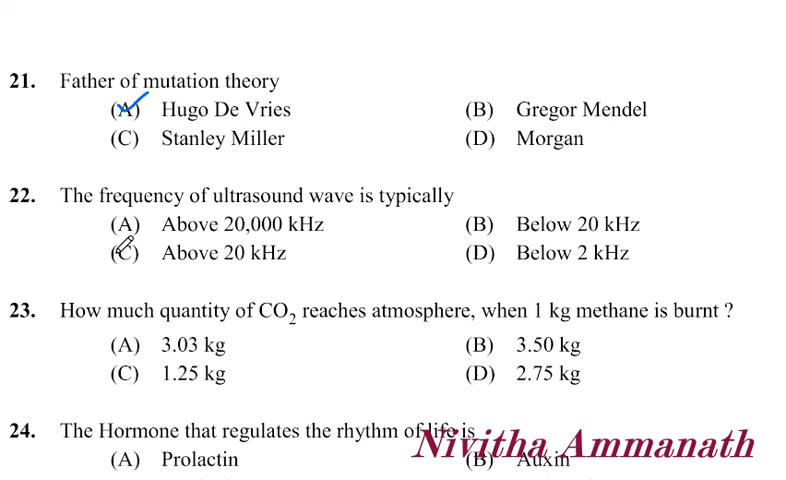 21. Father of mutation theory
(A) Hugo De Vries (B) Gregor Mendel
(C) Stanley Miller (D) Morgan
22. The frequency of ultrasound wave is typically
(A) Above 20,000 kHz (B) Below 20 kHz
(C) Above 20 kHz (D) Below 2 kHz
23. How much quantity of CO₂ reaches atmosphere, when 1 kg methane is burnt ?
(A) 3.03 kg (B) 3.50 kg
(C) 1.25 kg (D) 2.75 kg
24. The Hormone that regulates the rhythm of life is
Nivitha Ammanath
(A) Prolactin (B) Auxin